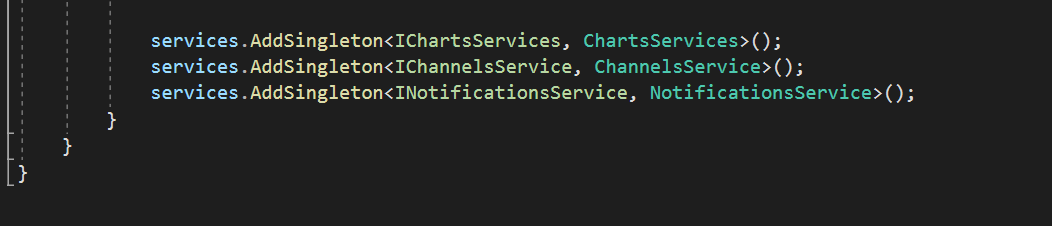 services.AddSingleton<IChartsServices, ChartsServices>();
services.AddSingleton<IChannelsService, ChannelsService>();
services.AddSingleton<INotificationsService, NotificationsService>();
}
}
}